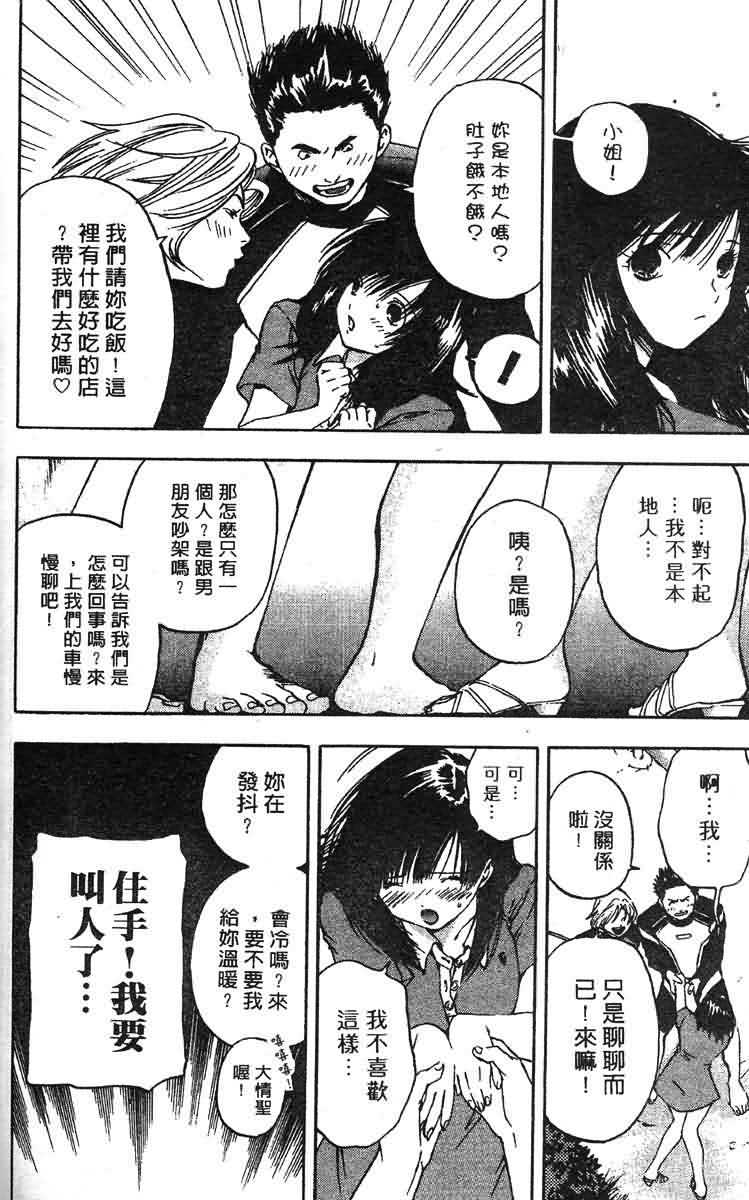 小姐！
妳是本地人嗎？
肚子餓不餓？
！
我們請妳吃飯！這
裡有什麼好吃的店
？帶我們去好嗎♡
呃…對不起
…我不是本
地人…
咦？是嗎？
那怎麼只有一
個人？是跟男
朋友吵架嗎？
可以告訴我們是
怎麼回事嗎？來
，上我們的車慢
慢聊吧！
啊…我…
沒關係
啦！
只是聊聊而
已！來嘛！
可…
可是…
我不喜歡
這樣…
妳在
發抖？
會冷嗎？來
，要不要我
給妳溫暖？
嘻嘻嘻！
大情聖
喔！
住手！我要
叫人了…